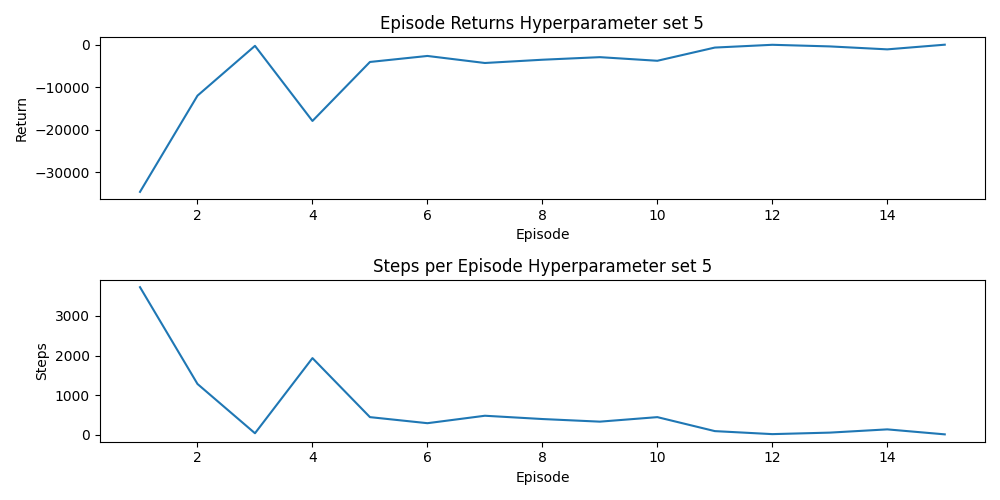 Episode Returns Hyperparameter set 5
0
−10000
−20000
−30000
Return
2 4 6 8 10 12 14
Episode
Steps per Episode Hyperparameter set 5
3000
2000
1000
0
Steps
2 4 6 8 10 12 14
Episode